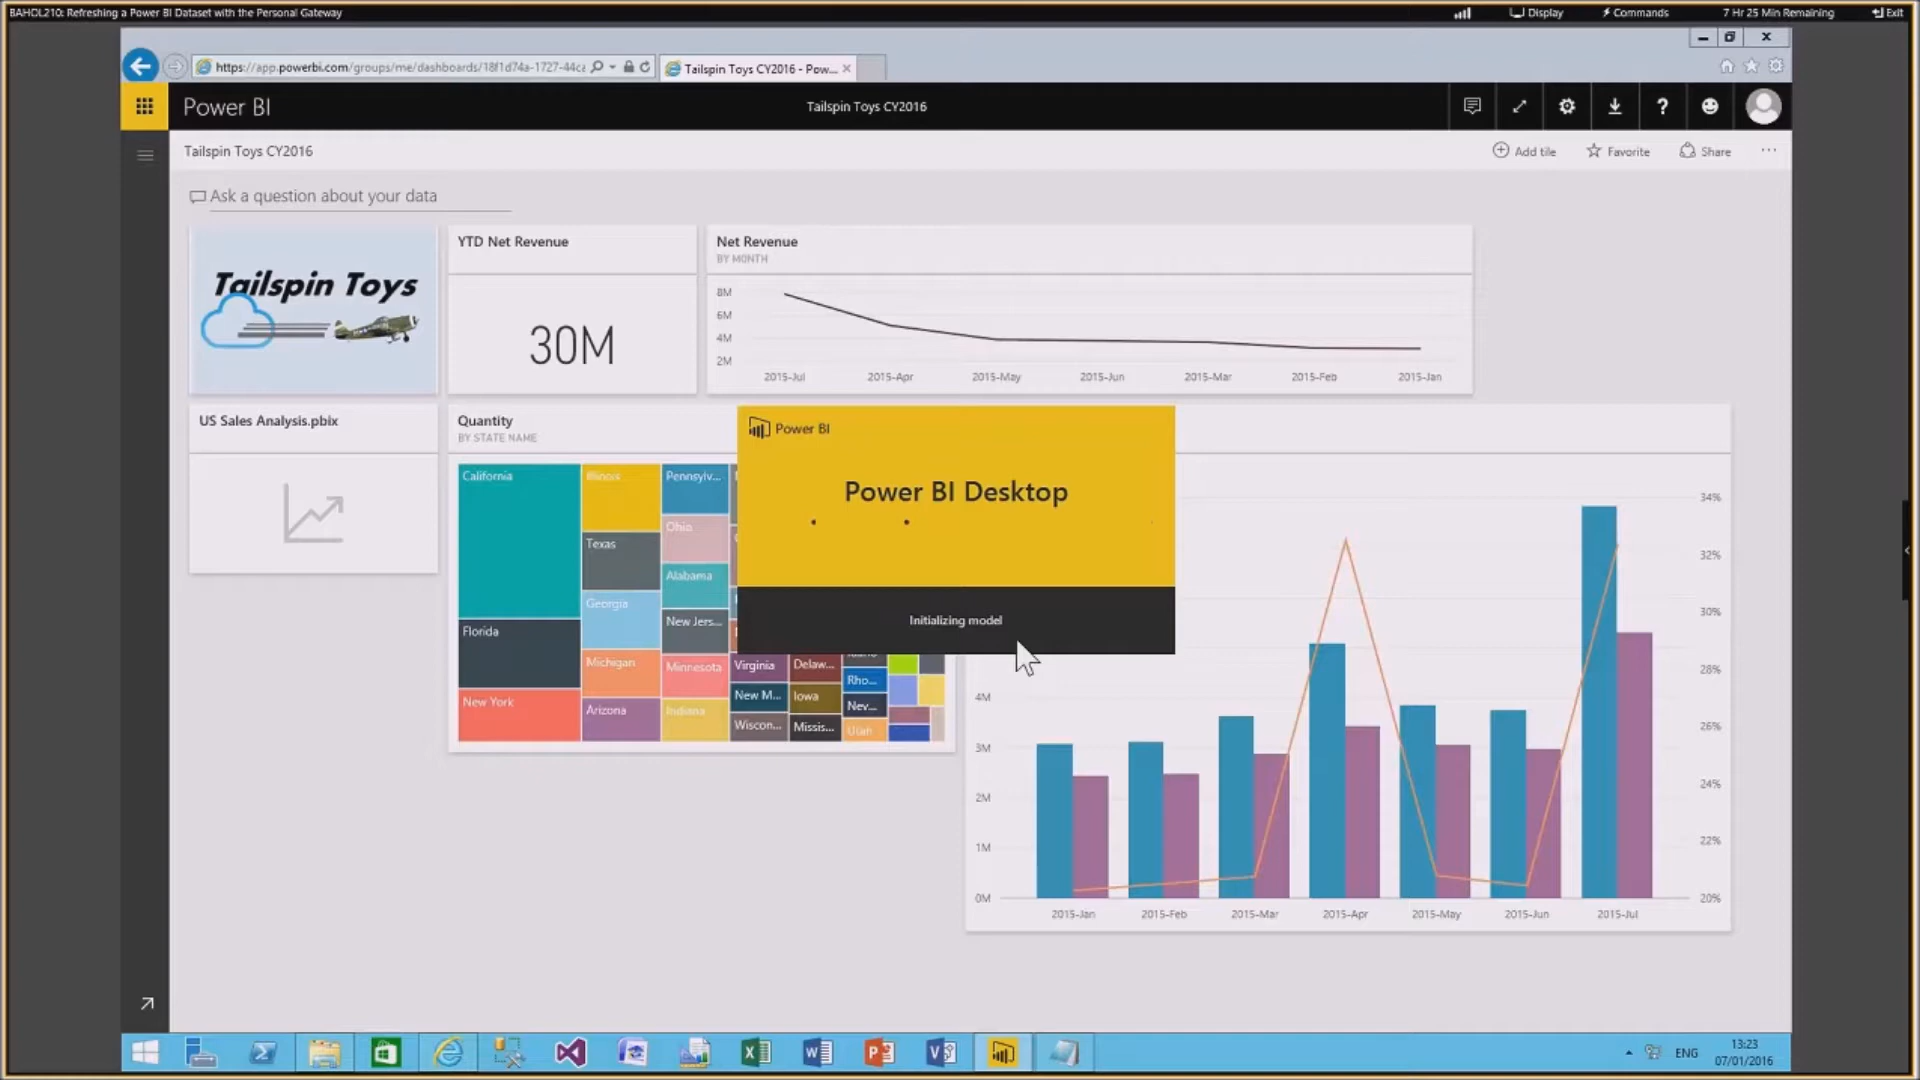 BAHOL210: Refreshing a Power BI Dataset with the Personal Gateway
Display
Commands
7 Hr 25 Min Remaining
Exit
https://app.powerbi.com/groups/me/dashboards/18f1d74a-1727-44ca
Tailspin Toys CY2016 - Pow...
Power BI
Tailspin Toys CY2016
Tailspin Toys CY2016
Add tile
Favorite
Share
Ask a question about your data
Tailspin Toys
YTD Net Revenue
30M
Net Revenue
BY MONTH
8M
6M
4M
2M
2015-Jul 2015-Apr 2015-May 2015-Jun 2015-Mar 2015-Feb 2015-Jan
US Sales Analysis.pbix
Quantity
BY STATE NAME
California
Florida
New York
Illinois
Texas
Georgia
Michigan
Arizona
Pennsylv...
Ohio
Alabama
New Jers...
Minnesota
Indiana
Virginia
New M...
Wiscon...
Delaw...
Iowa
Missis...
Rho...
Nev...
Utah
Power BI
Power BI Desktop
Initializing model
4M
3M
2M
1M
0M
34%
32%
30%
28%
26%
24%
22%
20%
2015-Jan 2015-Feb 2015-Mar 2015-Apr 2015-May 2015-Jun 2015-Jul
ENG
13:23
07/01/2016